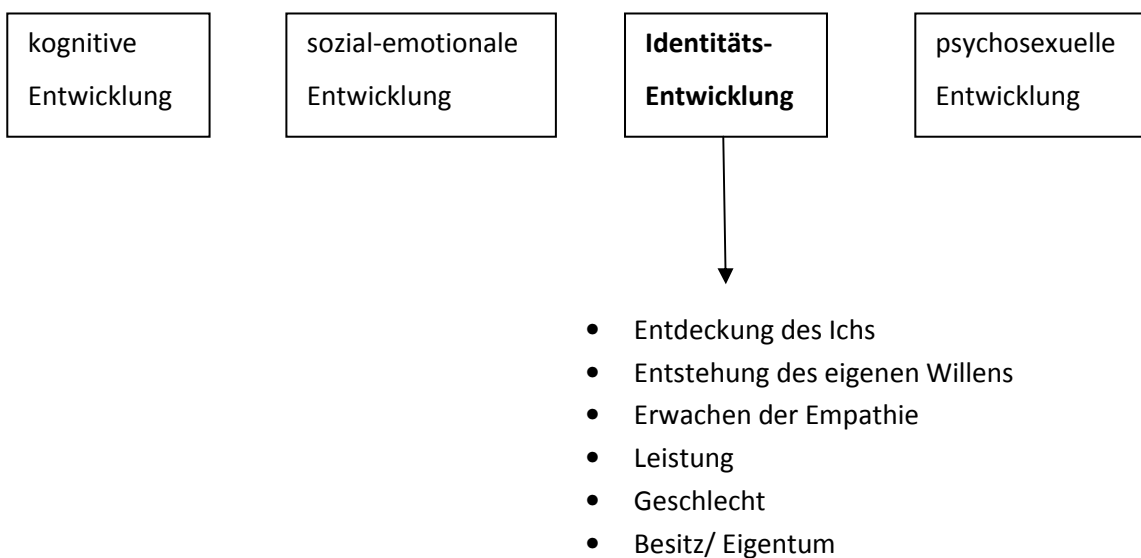 kognitive
Entwicklung
sozial-emotionale
Entwicklung
Identitäts-
Entwicklung
psychosexuelle
Entwicklung
• Entdeckung des Ichs
• Entstehung des eigenen Willens
• Erwachen der Empathie
• Leistung
• Geschlecht
• Besitz/ Eigentum